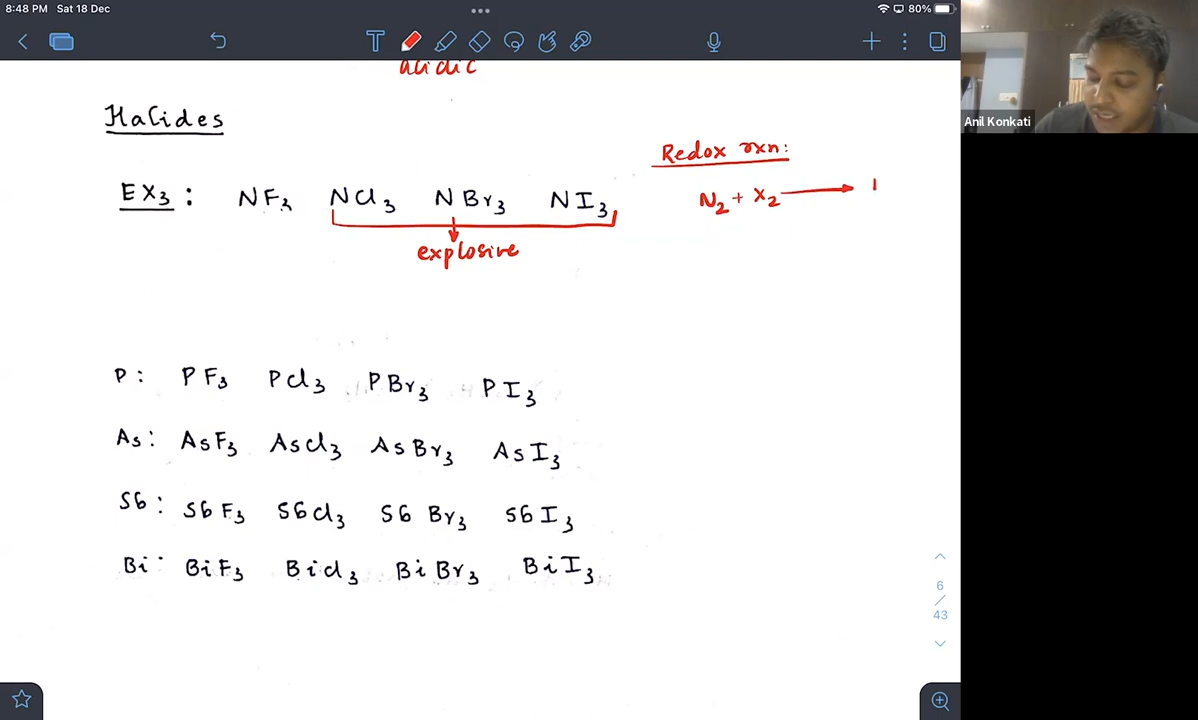 8:48 PM Sat 18 Dec
80%
acidic
Anil Konkati
Halides
Redox rxn:
EX3 : NF3 NCl3 NBr3 NI3
N2 + X2 ⟶
explosive
P : PF3 PCl3 PBr3 PI3
As : AsF3 AsCl3 AsBr3 AsI3
Sb : SbF3 SbCl3 SbBr3 SbI3
Bi : BiF3 BiCl3 BiBr3 BiI3
6
/
43